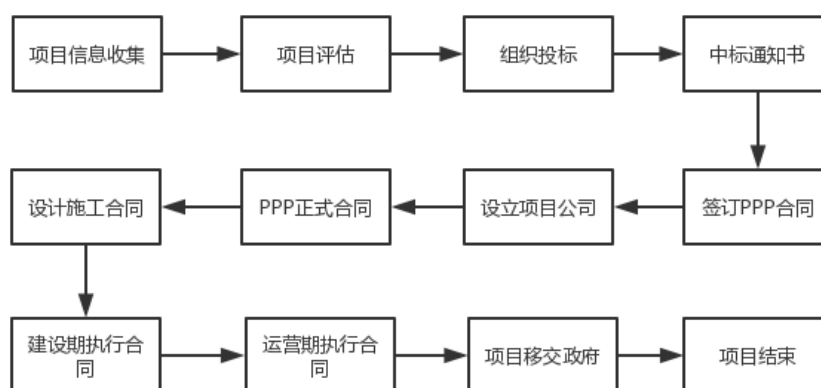 项目信息收集
项目评估
组织投标
中标通知书
签订PPP合同
设立项目公司
PPP正式合同
设计施工合同
建设期执行合
同
运营期执行合
同
项目移交政府
项目结束